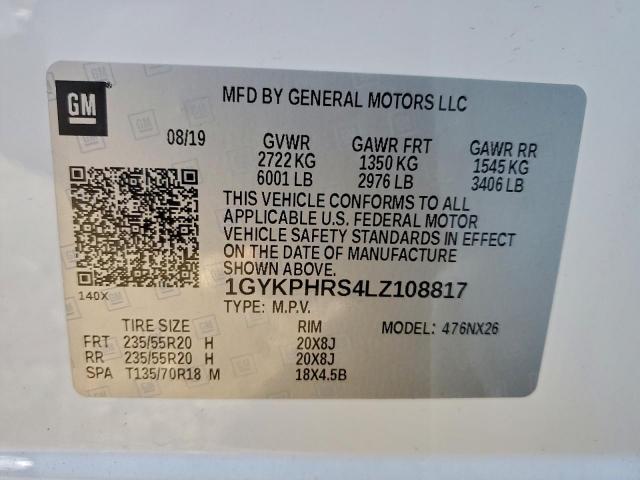 GM
MFD BY GENERAL MOTORS LLC
08/19 GVWR GAWR FRT GAWR RR
2722 KG 1350 KG 1545 KG
6001 LB 2976 LB 3406 LB
THIS VEHICLE CONFORMS TO ALL
APPLICABLE U.S. FEDERAL MOTOR
VEHICLE SAFETY STANDARDS IN EFFECT
ON THE DATE OF MANUFACTURE
SHOWN ABOVE
140X
1GYKPHRS4LZ108817
TYPE: M.P.V.
TIRE SIZE RIM MODEL: 476NX26
FRT 235/55R20 H 20X8J
RR 235/55R20 H 20X8J
SPA T135/70R18 M 18X4.5B